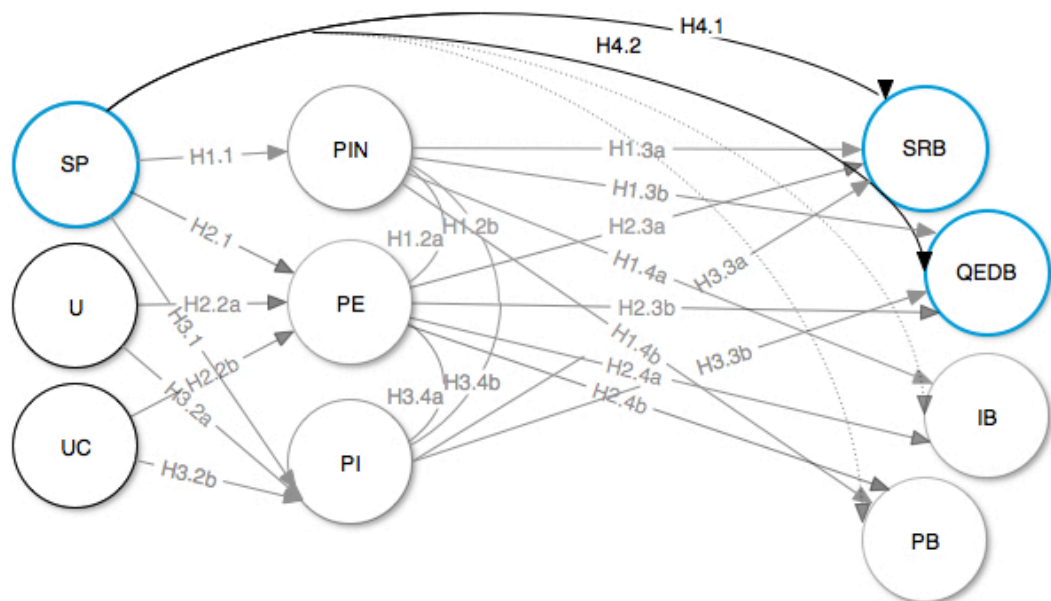 H4.1
H4.2
SP
H1.1
PIN
H1.3a
SRB
H1.3b
H2.1
H1.2a
H1.2b
H2.3a
H1.4a
H3.3a
QEDB
U
H2.2a
PE
H2.3b
H3.1
H1.4b
H3.3b
H2.2b
H3.4a
H3.4b
H2.4a
H2.4b
H3.2a
IB
UC
H3.2b
PI
PB